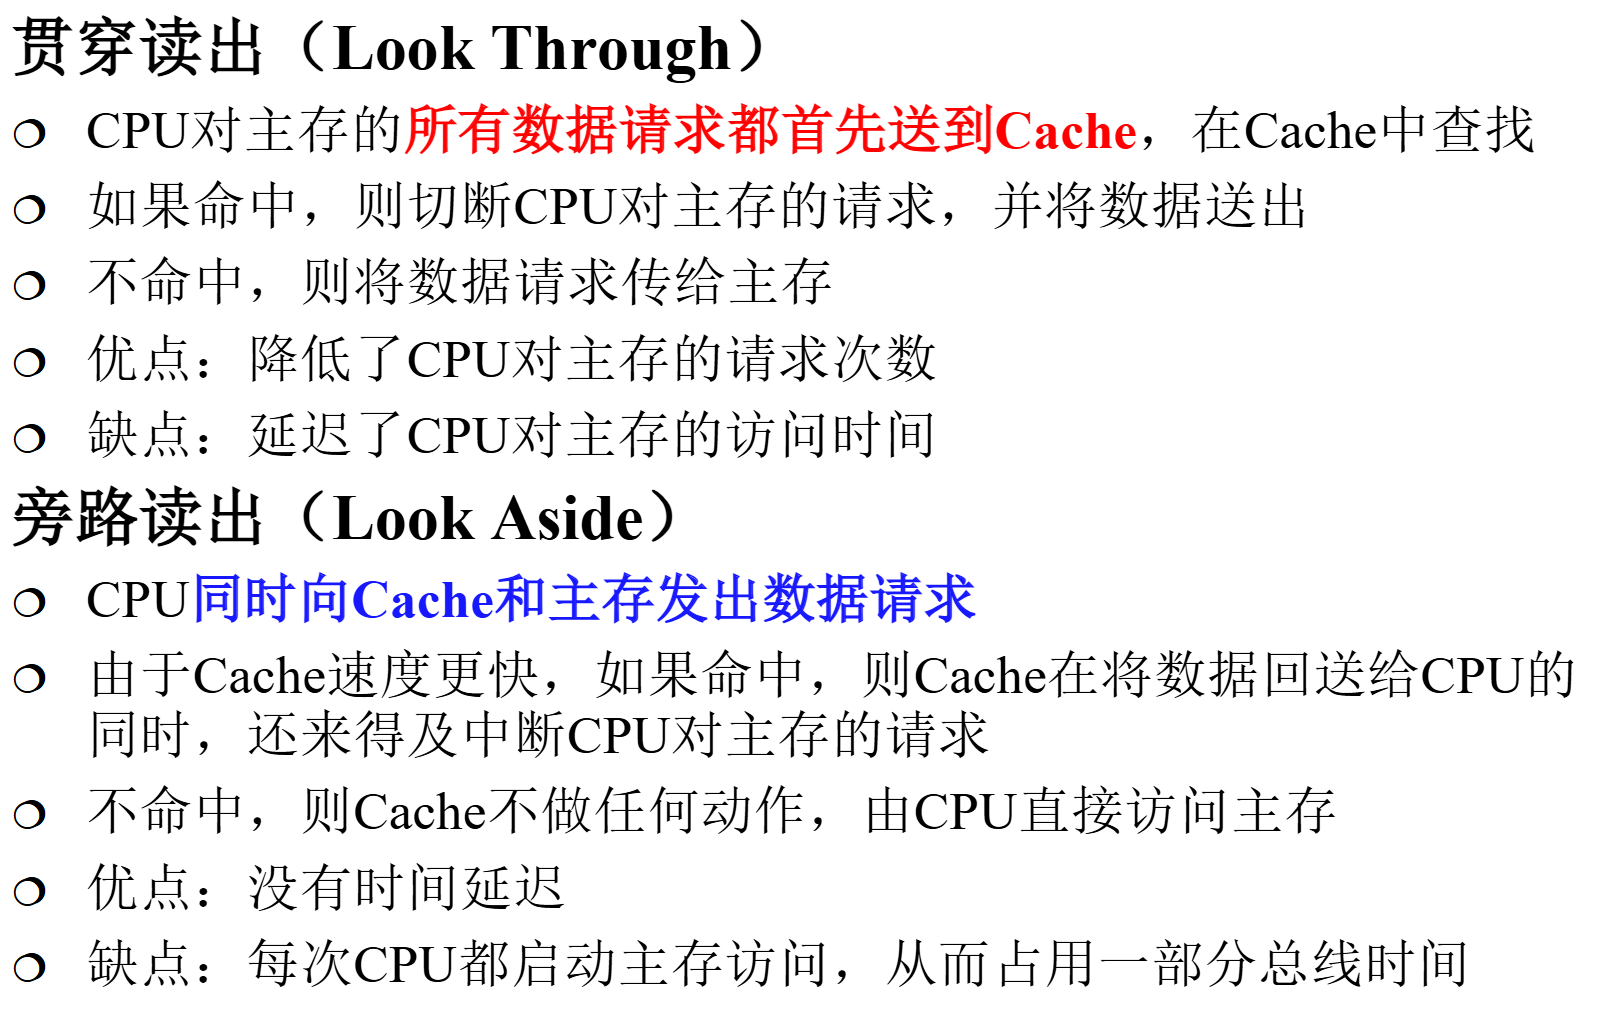 贯穿读出（Look Through）
❍ CPU对主存的所有数据请求都首先送到Cache，在Cache中查找
❍ 如果命中，则切断CPU对主存的请求，并将数据送出
❍ 不命中，则将数据请求传给主存
❍ 优点：降低了CPU对主存的请求次数
❍ 缺点：延迟了CPU对主存的访问时间
旁路读出（Look Aside）
❍ CPU同时向Cache和主存发出数据请求
❍ 由于Cache速度更快，如果命中，则Cache在将数据回送给CPU的
同时，还来得及中断CPU对主存的请求
❍ 不命中，则Cache不做任何动作，由CPU直接访问主存
❍ 优点：没有时间延迟
❍ 缺点：每次CPU都启动主存访问，从而占用一部分总线时间